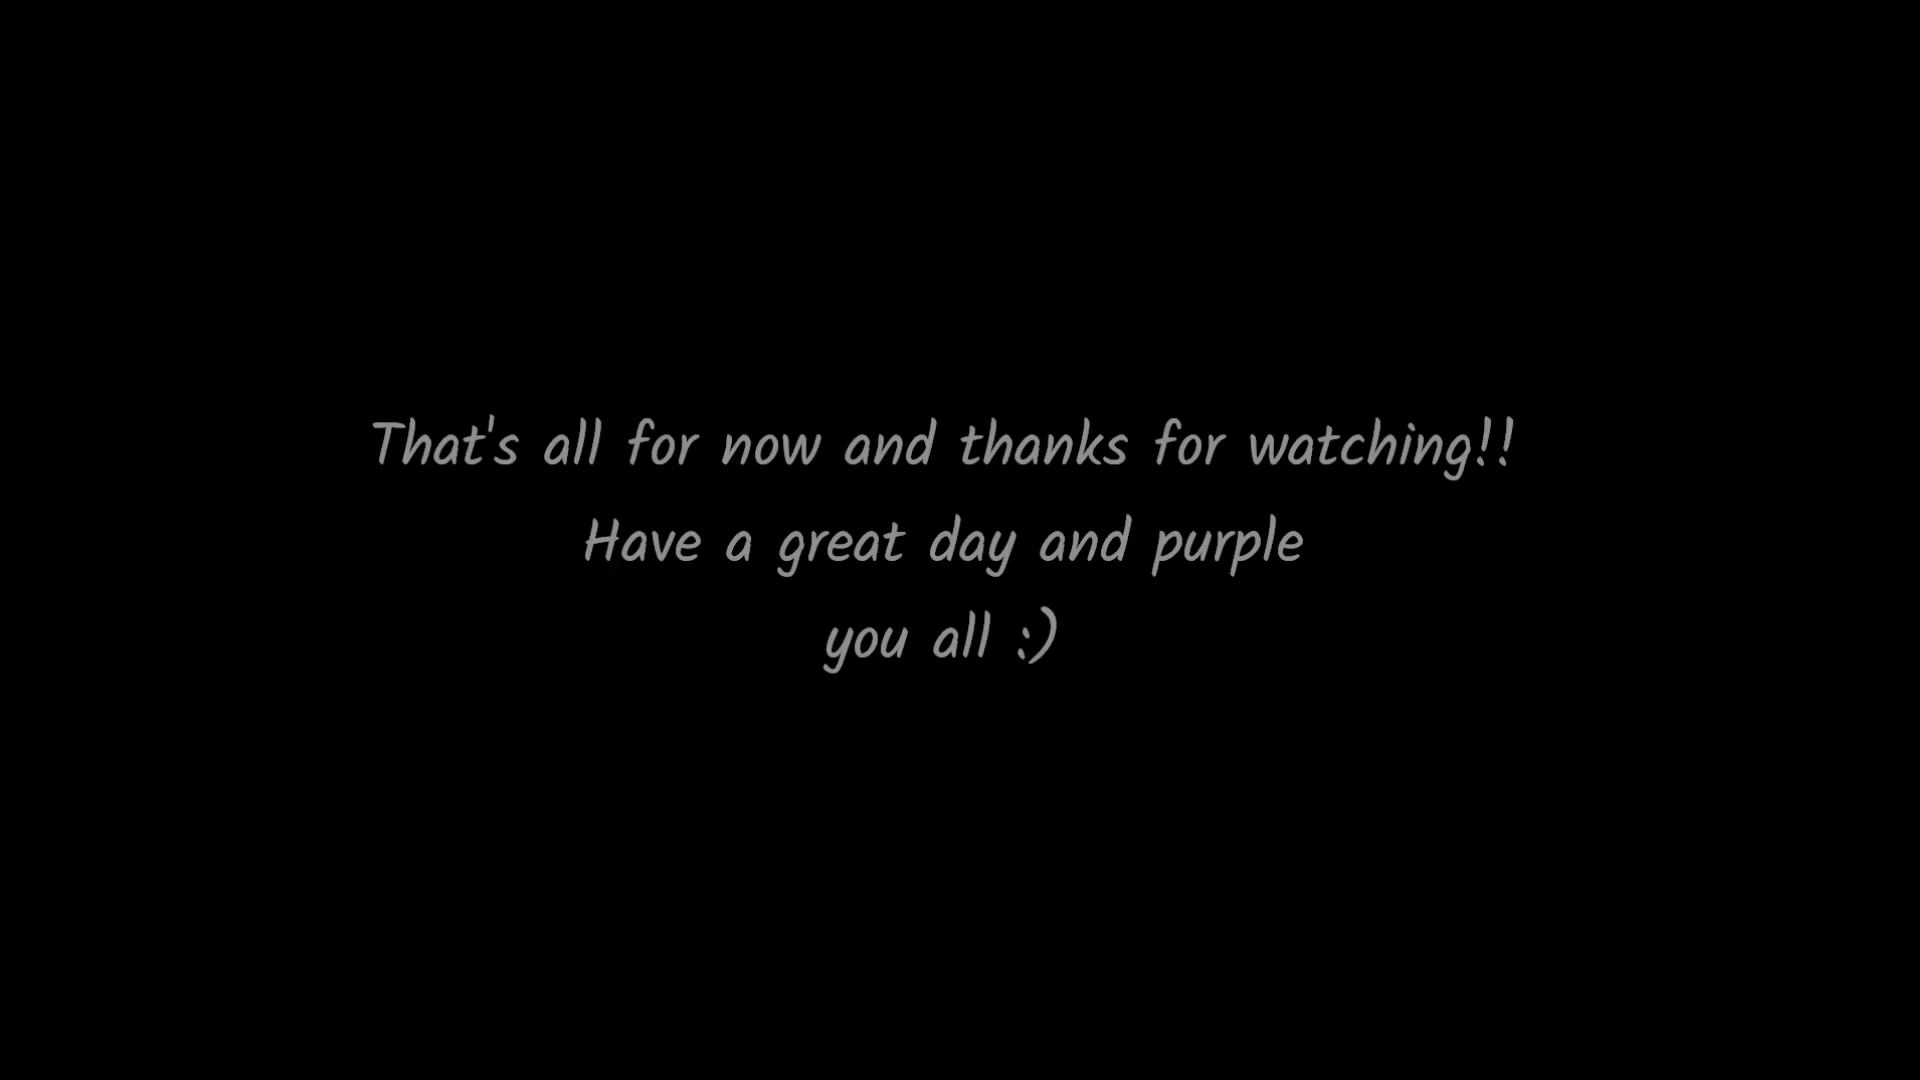 That's all for now and thanks for watching!!
Have a great day and purple
you all :)